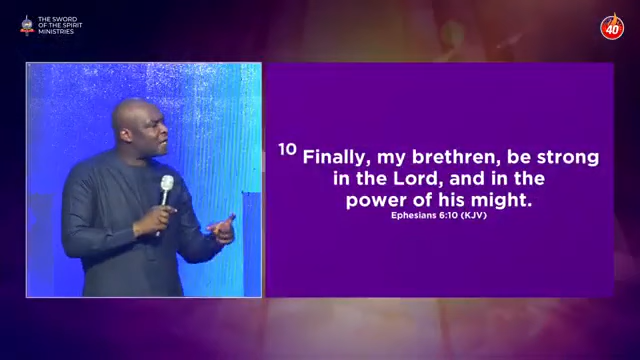 THE SWORD
OF THE SPIRIT
MINISTRIES
40
10 Finally, my brethren, be strong
in the Lord, and in the
power of his might.
Ephesians 6:10 (KJV)